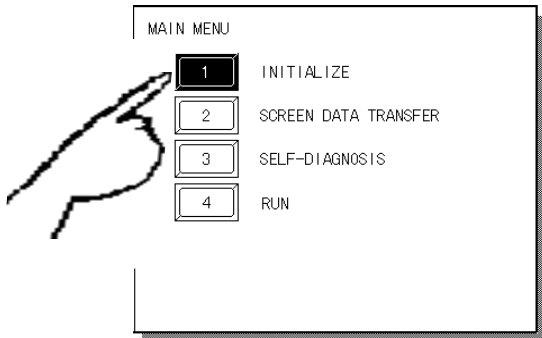 MAIN MENU
1 INITIALIZE
2 SCREEN DATA TRANSFER
3 SELF-DIAGNOSIS
4 RUN